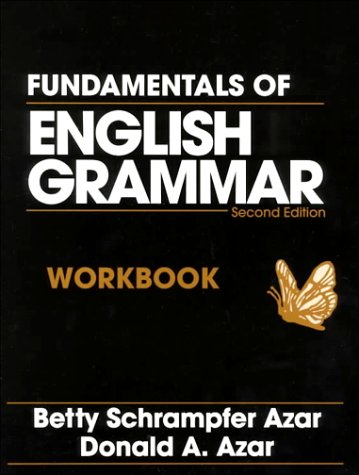 FUNDAMENTALS OF
ENGLISH
GRAMMAR
Second Edition
WORKBOOK
Betty Schrampfer Azar
Donald A. Azar